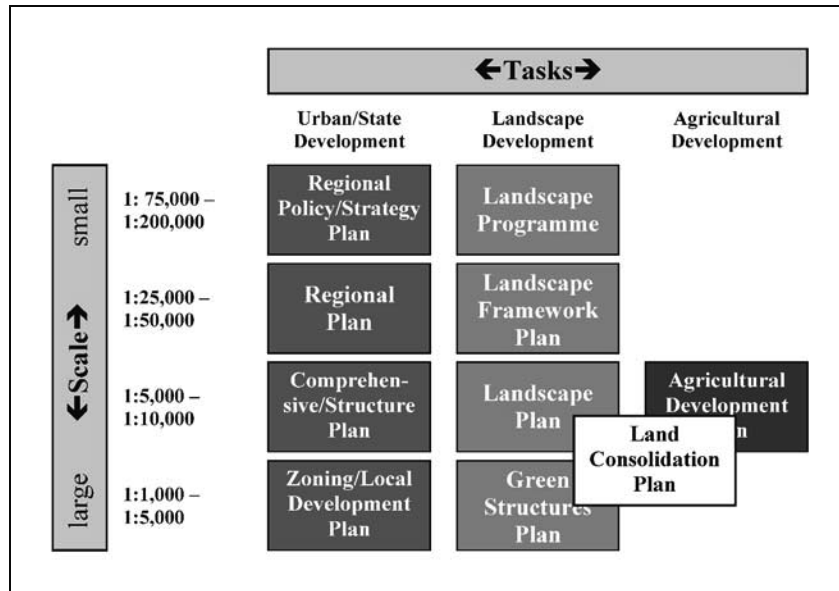 ←Tasks→
Urban/State
Development
Landscape
Development
Agricultural
Development
small
←Scale→
large
1: 75,000 –
1:200,000
Regional
Policy/Strategy
Plan
Landscape
Programme
1:25,000 –
1:50,000
Regional
Plan
Landscape
Framework
Plan
1:5,000 –
1:10,000
Comprehen-
sive/Structure
Plan
Landscape
Plan
Agricultural
Development
Land
Consolidation
Plan
1:1,000 –
1:5,000
Zoning/Local
Development
Plan
Green
Structures
Plan